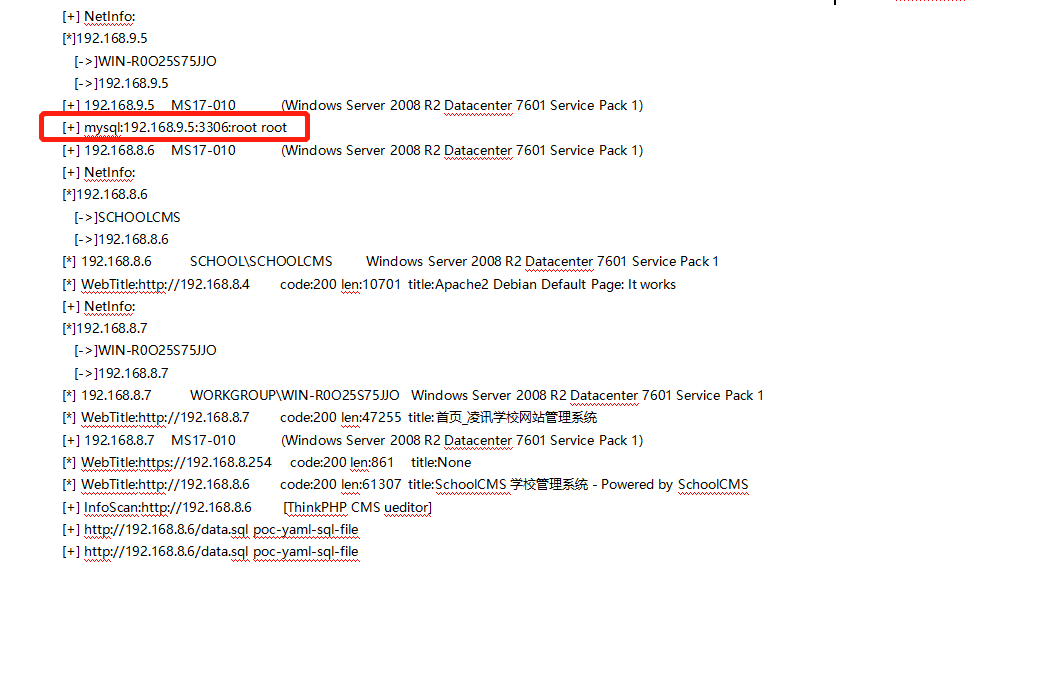 [+] NetInfo:
[*]192.168.9.5
[->]WIN-R0O25S75JJO
[->]192.168.9.5
[+] 192.168.9.5 MS17-010 (Windows Server 2008 R2 Datacenter 7601 Service Pack 1)
[+] mysql:192.168.9.5:3306:root root
[+] 192.168.8.6 MS17-010 (Windows Server 2008 R2 Datacenter 7601 Service Pack 1)
[+] NetInfo:
[*]192.168.8.6
[->]SCHOOLCMS
[->]192.168.8.6
[*] 192.168.8.6 SCHOOL\SCHOOLCMS Windows Server 2008 R2 Datacenter 7601 Service Pack 1
[*] WebTitle:http://192.168.8.4 code:200 len:10701 title:Apache2 Debian Default Page: It works
[+] NetInfo:
[*]192.168.8.7
[->]WIN-R0O25S75JJO
[->]192.168.8.7
[*] 192.168.8.7 WORKGROUP\WIN-R0O25S75JJO Windows Server 2008 R2 Datacenter 7601 Service Pack 1
[*] WebTitle:http://192.168.8.7 code:200 len:47255 title:首页_凌讯学校网站管理系统
[+] 192.168.8.7 MS17-010 (Windows Server 2008 R2 Datacenter 7601 Service Pack 1)
[*] WebTitle:https://192.168.8.254 code:200 len:861 title:None
[*] WebTitle:http://192.168.8.6 code:200 len:61307 title:SchoolCMS 学校管理系统 - Powered by SchoolCMS
[+] InfoScan:http://192.168.8.6 [ThinkPHP CMS ueditor]
[+] http://192.168.8.6/data.sql poc-yaml-sql-file
[+] http://192.168.8.6/data.sql poc-yaml-sql-file